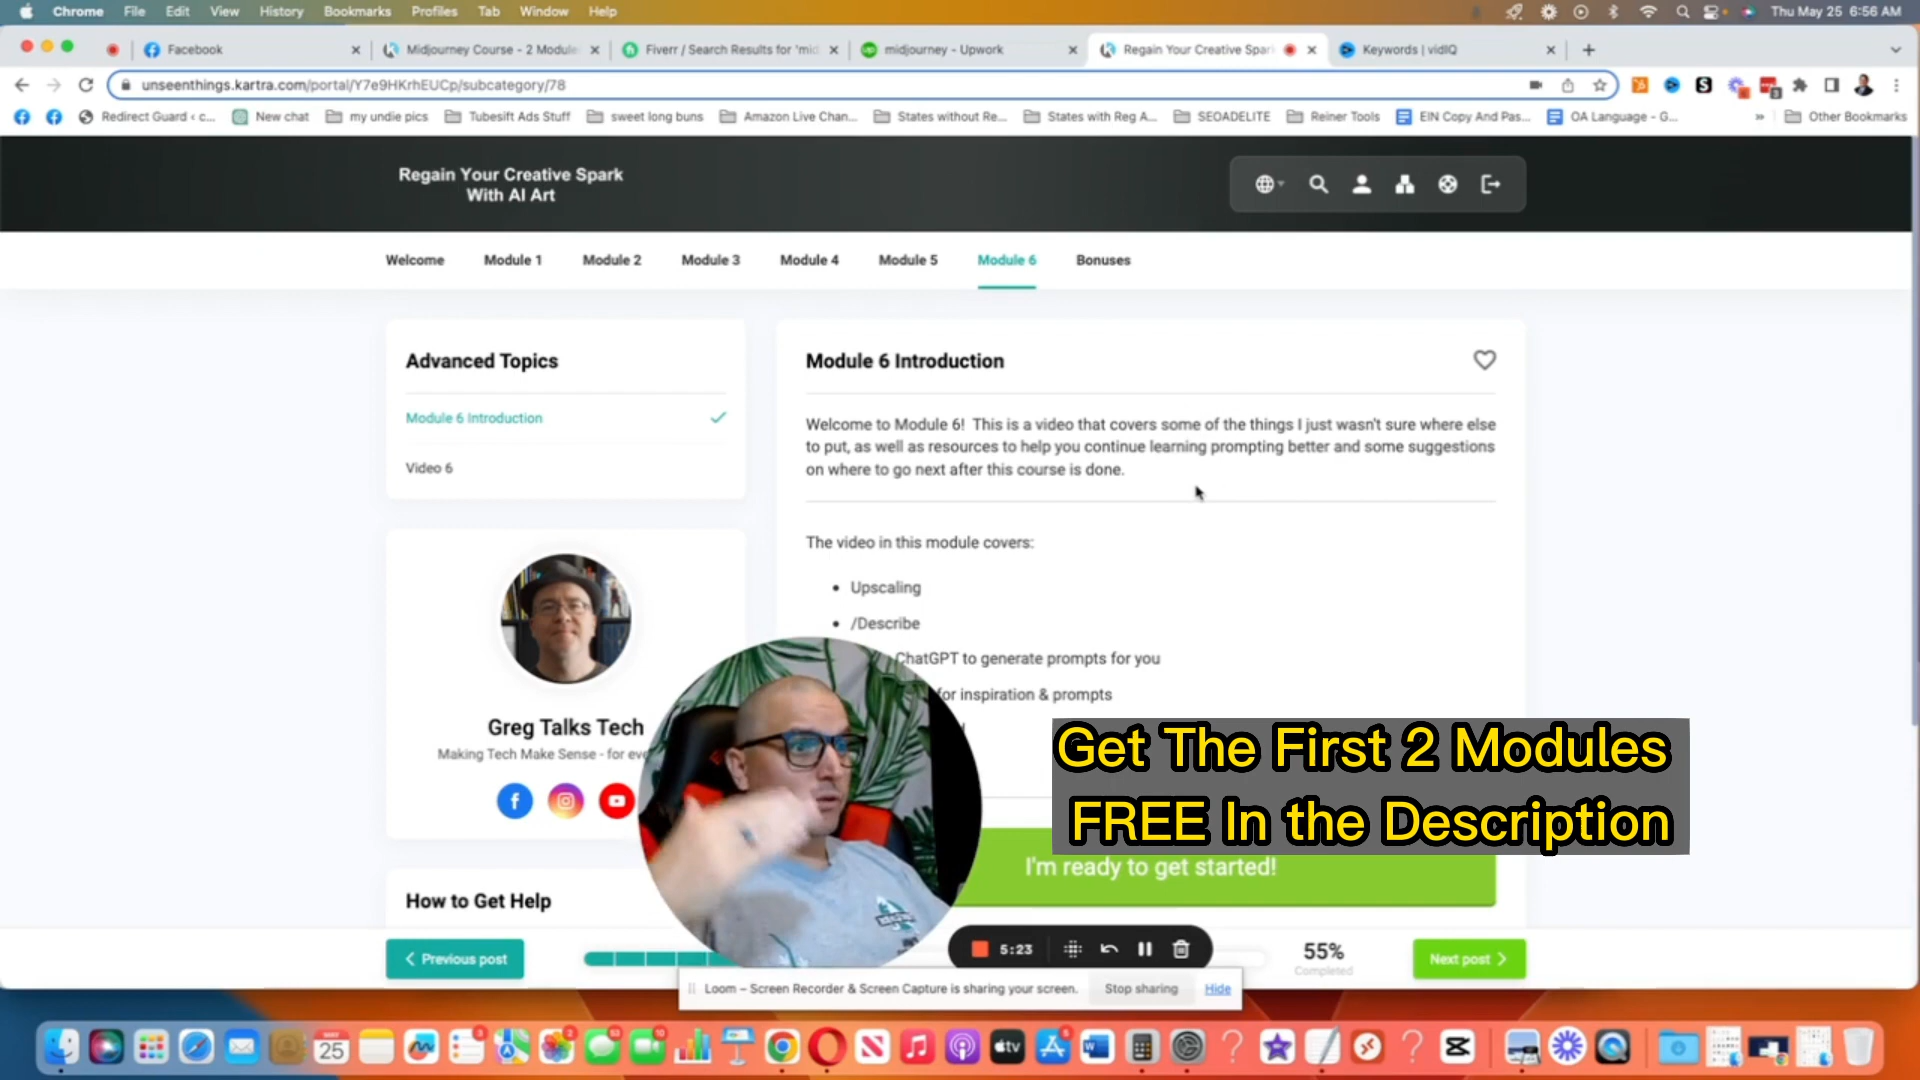 Chrome File Edit View History Bookmarks Profiles Tab Window Help Thu May 25 6:56 AM
Facebook Midjourney Course - 2 Module Fiverr / Search Results for 'mid midjourney - Upwork Regain Your Creative Spar Keywords | vidIQ
unseenthings.kartra.com/portal/Y7e9HKrhEUCp/subcategory/78
Redirect Guard ‹ c... New chat my undie pics Tubesift Ads Stuff sweet long buns Amazon Live Chan... States without Re... States with Reg A... SEOADELITE Reiner Tools EIN Copy And Pas... OA Language - G... » Other Bookmarks
Regain Your Creative Spark
With AI Art
Welcome Module 1 Module 2 Module 3 Module 4 Module 5 Module 6 Bonuses
Advanced Topics
Module 6 Introduction
Video 6
Module 6 Introduction
Welcome to Module 6! This is a video that covers some of the things I just wasn't sure where else
to put, as well as resources to help you continue learning prompting better and some suggestions
on where to go next after this course is done.
The video in this module covers:
• Upscaling
• /Describe
ChatGPT to generate prompts for you
for inspiration & prompts
Greg Talks Tech
Making Tech Make Sense - for
Get The First 2 Modules
FREE In the Description
I'm ready to get started!
How to Get Help
Previous post
5:23
55%
Completed
Next post
Loom – Screen Recorder & Screen Capture is sharing your screen. Stop sharing Hide
25
tv